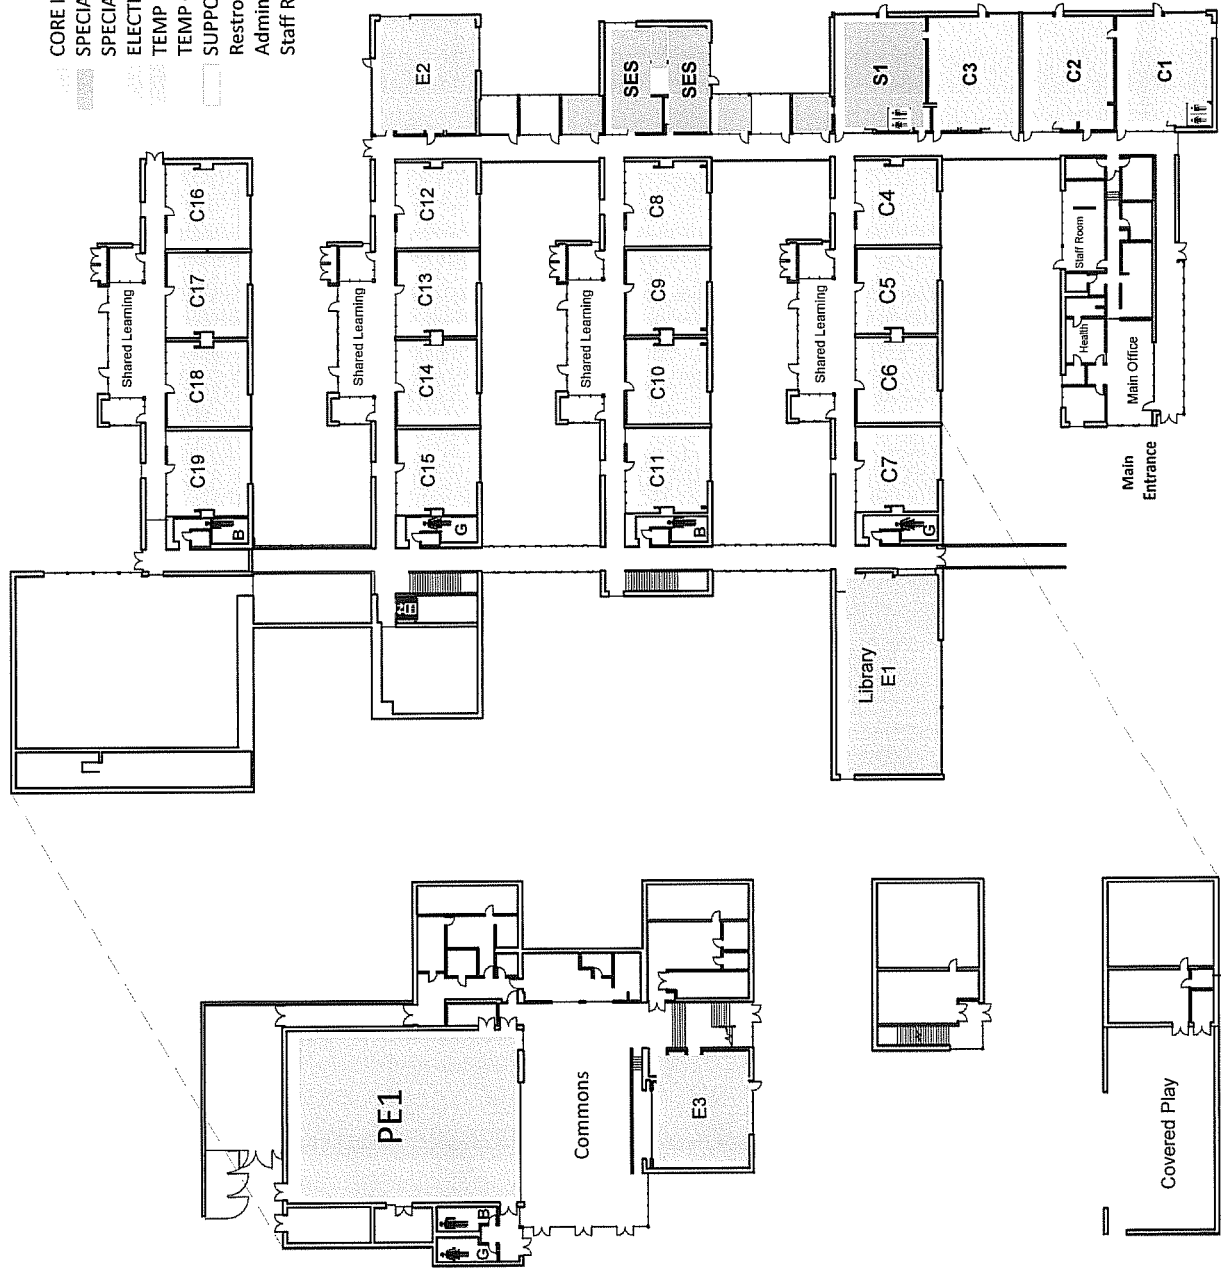 CORE
SPECIA
SPECIA
ELECTI
TEMP
TEMP
SUPPO
Restro
Admin
Staff R
E2
SES
SES
S1
C3
C2
C1
C16
C17
C18
C19
B
Shared Learning
C12
C13
C14
C15
G
Shared Learning
C8
C9
C10
C11
B
Shared Learning
C4
C5
C6
C7
G
Shared Learning
Staff Room
Health
Main Office
Main
Entrance
Library
E1
PE1
Commons
E3
B
G
Covered Play